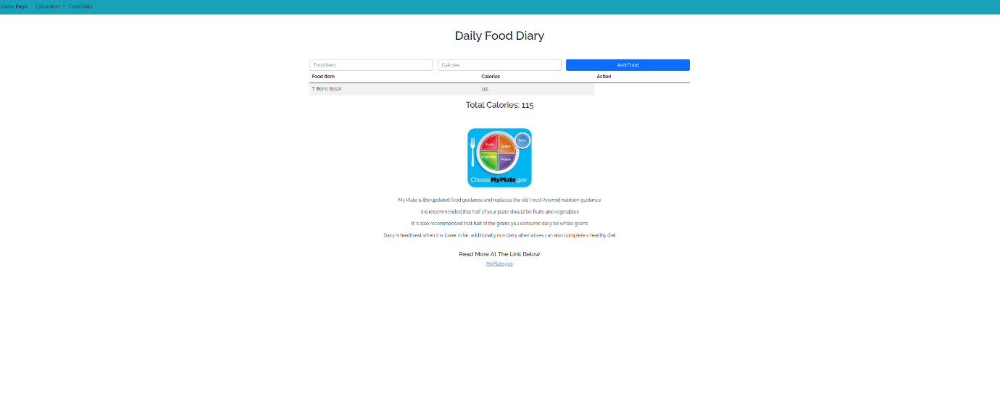 Home Page Calculators Food Diary
Daily Food Diary
Food Item Calories Add Food
Food Item Calories Action
T-Bone Steak 115
Total Calories: 115
Dairy
Fruits Grains
Vegetables Protein
ChooseMyPlate.gov
My Plate is the updated food guidance and replaces the old Food Pyramid nutrition guidance
It is recommended that half of your plate should be fruits and vegetables
It is also recommended that half of the grains you consume daily be whole grains
Dairy is healthiest when it is lower in fat, additionally non dairy alternatives can also complete a healthy diet
Read More At The Link Below
MyPlate.gov